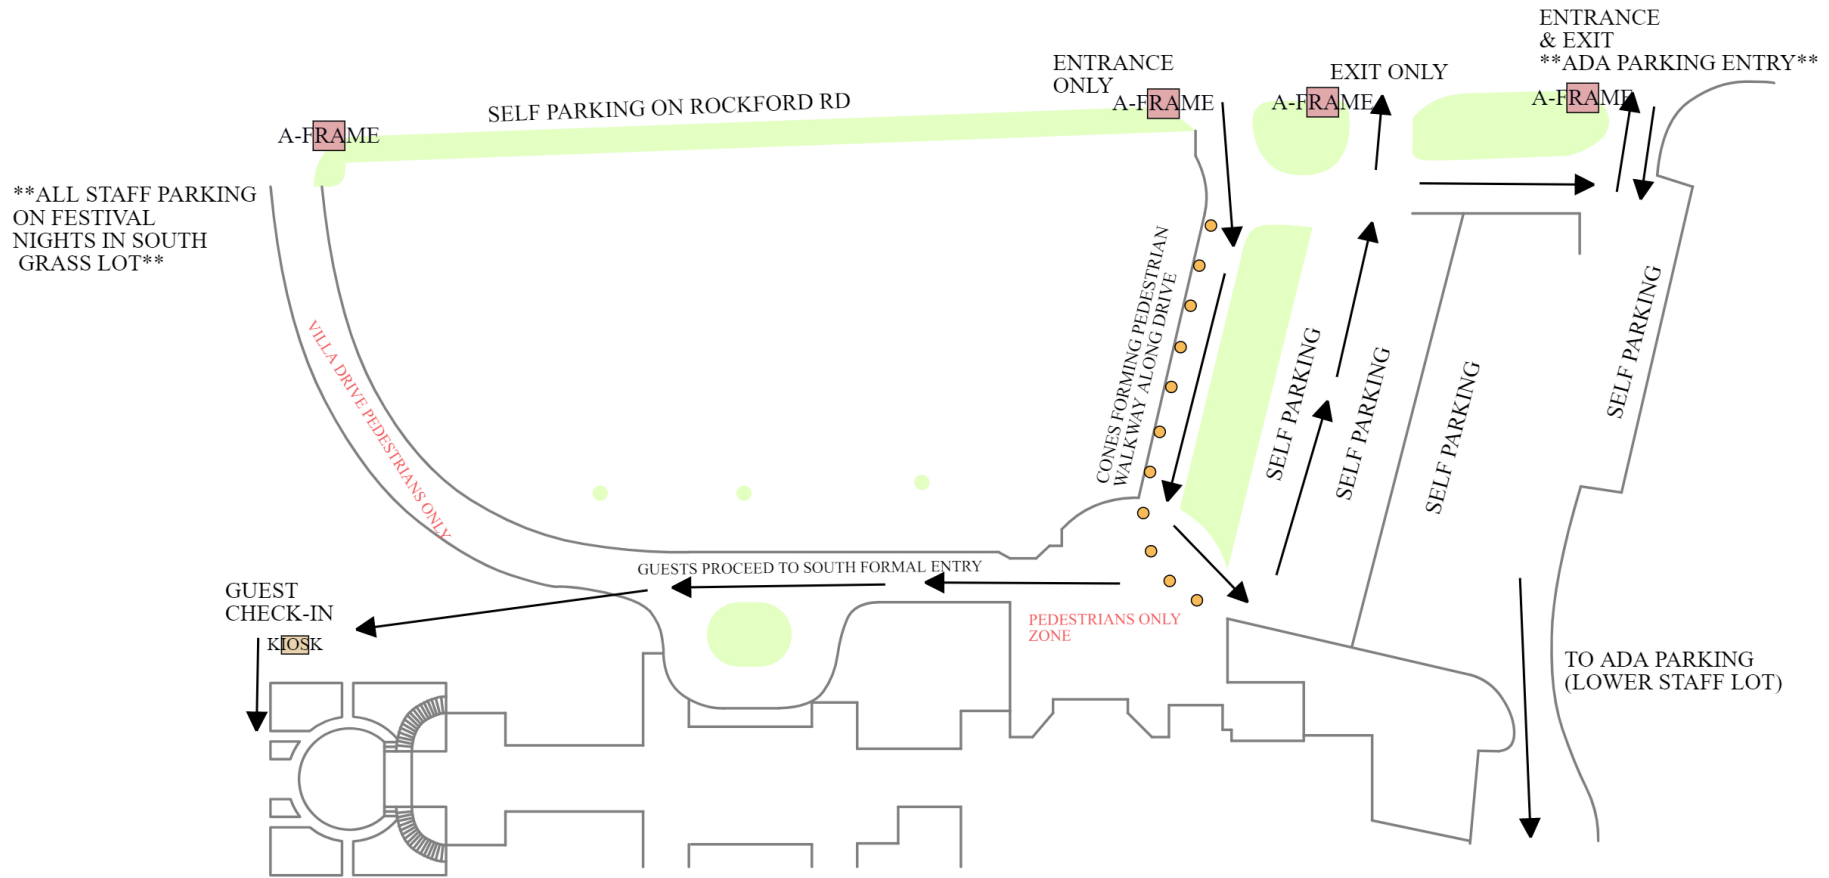 ENTRANCE
& EXIT
**ADA PARKING ENTRY**
ENTRANCE
ONLY
EXIT ONLY
A-FRAME
A-FRAME
A-FRAME
SELF PARKING ON ROCKFORD RD
A-FRAME
**ALL STAFF PARKING
ON FESTIVAL
NIGHTS IN SOUTH
GRASS LOT**
VILLA DRIVE PEDESTRIANS ONLY
CONES FORMING PEDESTRIAN
WALKWAY ALONG DRIVE
SELF PARKING
SELF PARKING
SELF PARKING
SELF PARKING
GUESTS PROCEED TO SOUTH FORMAL ENTRY
GUEST
CHECK-IN
KIOSK
PEDESTRIANS ONLY
ZONE
TO ADA PARKING
(LOWER STAFF LOT)